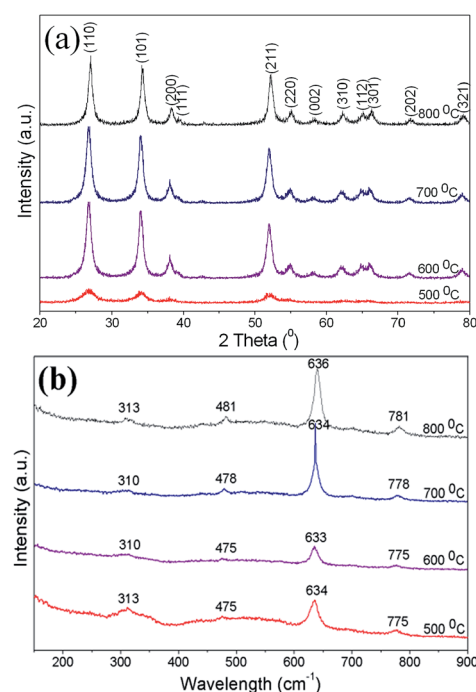 (a)
(110)
(101)
(200)
(111)
(211)
(220)
(002)
(310)
(112)
(301)
(202)
(321)
800 ⁰C
700 ⁰C
600 ⁰C
500 ⁰C
Intensity (a.u.)
20 30 40 50 60 70 80
2 Theta (⁰)
(b)
636
313 481 781
800 ⁰C
634
310 478 778
700 ⁰C
310 475 633 775
600 ⁰C
313 475 634 775
500 ⁰C
Intensity (a.u.)
200 300 400 500 600 700 800 900
Wavelength (cm⁻¹)